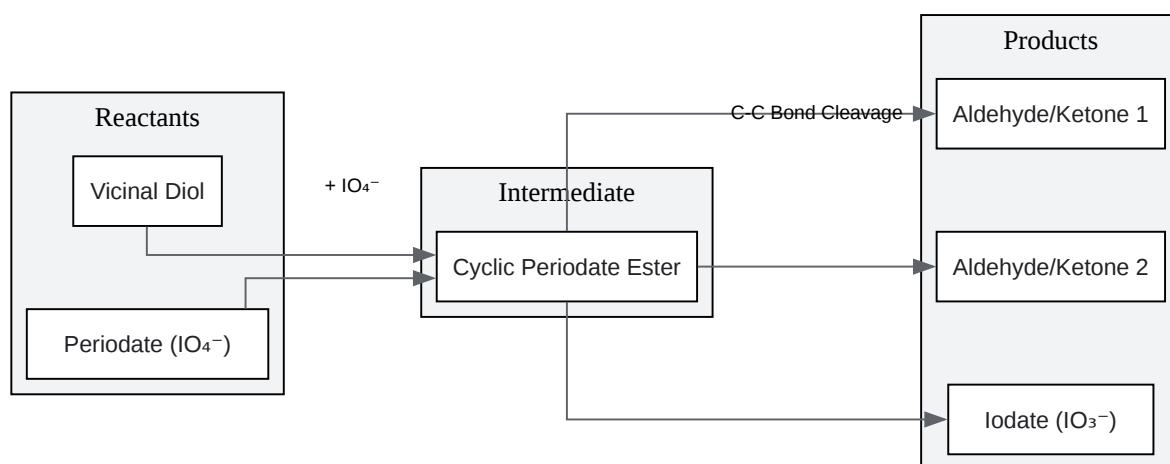 Reactants
Vicinal Diol
Periodate (IO₄⁻)
+ IO₄⁻
Intermediate
Cyclic Periodate Ester
C-C Bond Cleavage
Products
Aldehyde/Ketone 1
Aldehyde/Ketone 2
Iodate (IO₃⁻)